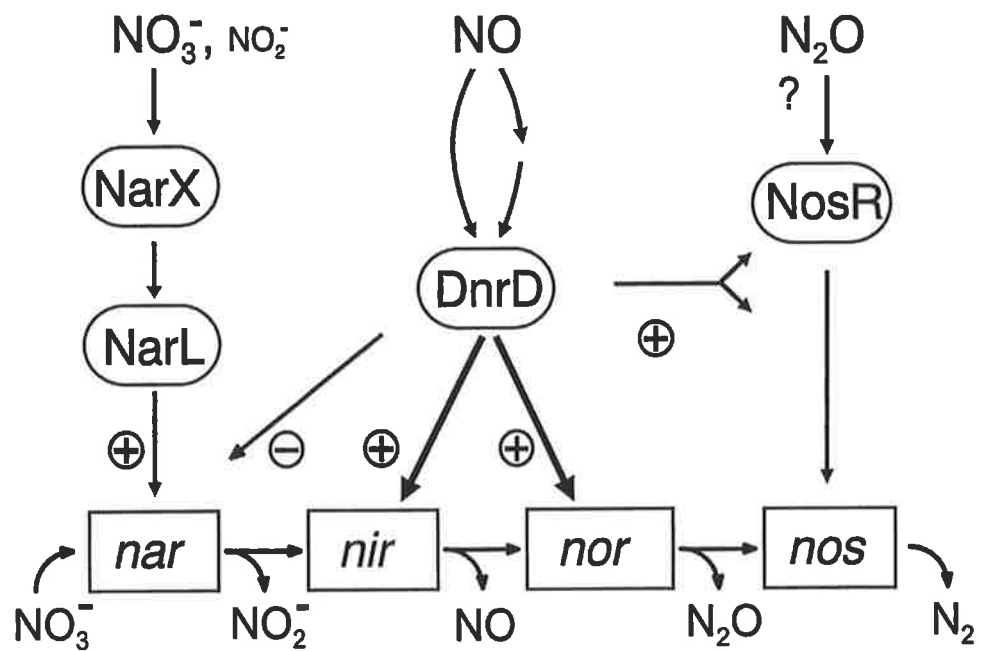 NO₃⁻, NO₂⁻ NO N₂O
?
NarX NosR
DnrD
NarL
⊕
⊕ ⊖ ⊕ ⊕
nar nir nor nos
NO₃⁻ NO₂⁻ NO N₂O N₂